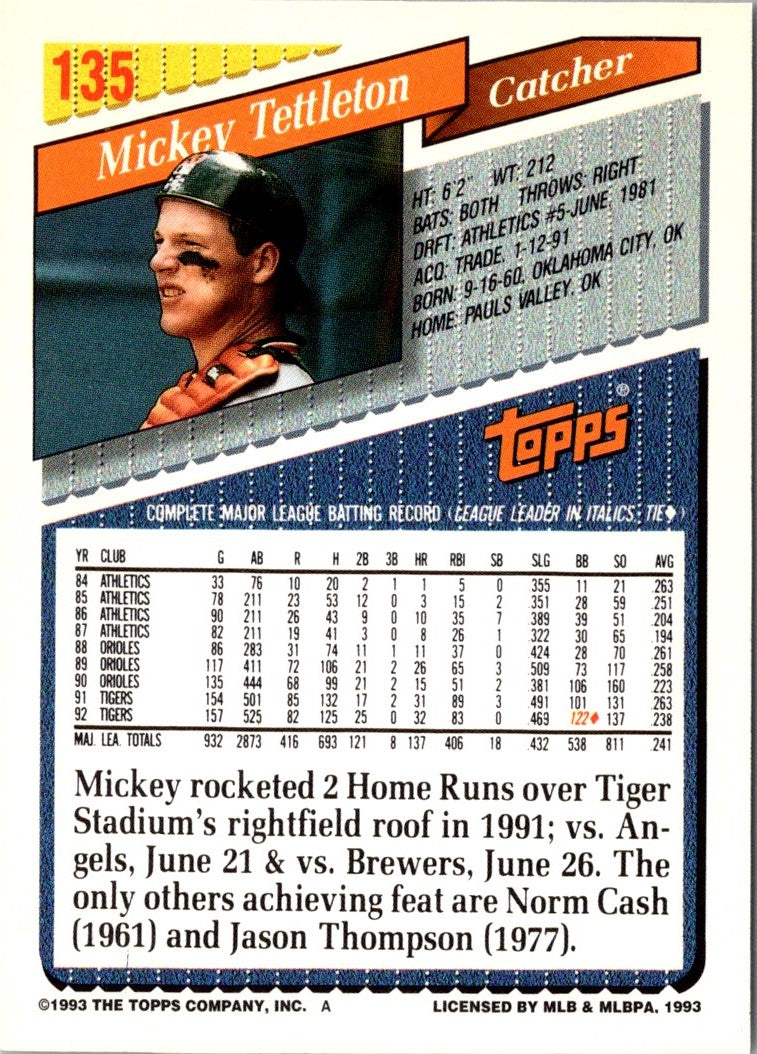 135
Mickey Tettleton
Catcher
HT: 6'2" WT: 212
BATS: BOTH THROWS: RIGHT
DRFT: ATHLETICS #5-JUNE, 1981
ACQ: TRADE, 1-12-91
BORN: 9-16-60, OKLAHOMA CITY, OK
HOME: PAULS VALLEY, OK
topps®
COMPLETE MAJOR LEAGUE BATTING RECORD (LEAGUE LEADER IN ITALICS, TIE♦)
YR CLUB G AB R H 2B 3B HR RBI SB SLG BB SO AVG
84 ATHLETICS 33 76 10 20 2 1 1 5 0 .355 11 21 .263
85 ATHLETICS 78 211 23 53 12 0 3 15 2 .351 28 59 .251
86 ATHLETICS 90 211 26 43 9 0 10 35 7 .389 39 51 .204
87 ATHLETICS 82 211 19 41 3 0 8 26 1 .322 30 65 .194
88 ORIOLES 86 283 31 74 11 1 11 37 0 .424 28 70 .261
89 ORIOLES 117 411 72 106 21 2 26 65 3 .509 73 117 .258
90 ORIOLES 135 444 68 99 21 2 15 51 2 .381 106 160 .223
91 TIGERS 154 501 85 132 17 2 31 89 3 .491 101 131 .263
92 TIGERS 157 525 82 125 25 0 32 83 0 .469 122♦ 137 .238
MAJ. LEA. TOTALS 932 2873 416 693 121 8 137 406 18 .432 538 811 .241
Mickey rocketed 2 Home Runs over Tiger
Stadium's rightfield roof in 1991; vs. An-
gels, June 21 & vs. Brewers, June 26. The
only others achieving feat are Norm Cash
(1961) and Jason Thompson (1977).
©1993 THE TOPPS COMPANY, INC. A
LICENSED BY MLB & MLBPA, 1993